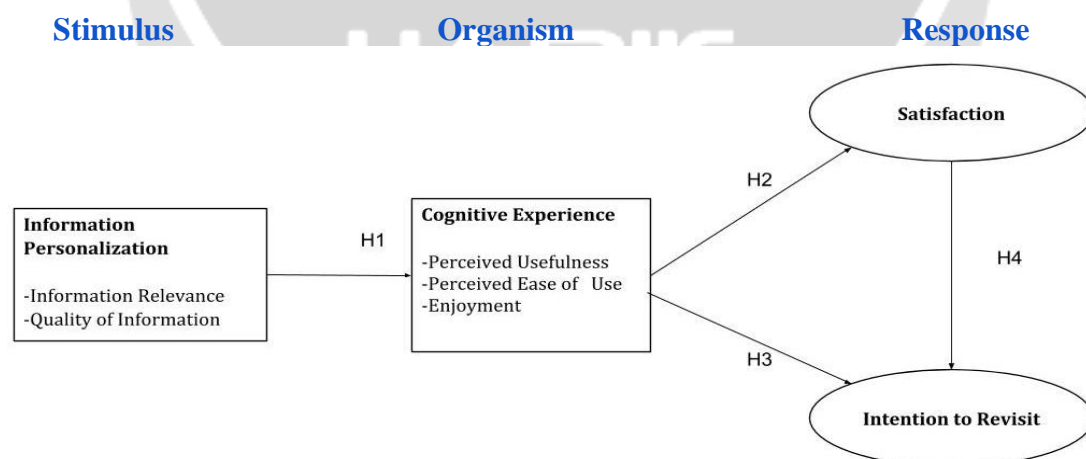 Stimulus
Organism
Response
Satisfaction
H2
Information
Personalization
-Information Relevance
-Quality of Information
H1
Cognitive Experience
-Perceived Usefulness
-Perceived Ease of Use
-Enjoyment
H4
H3
Intention to Revisit